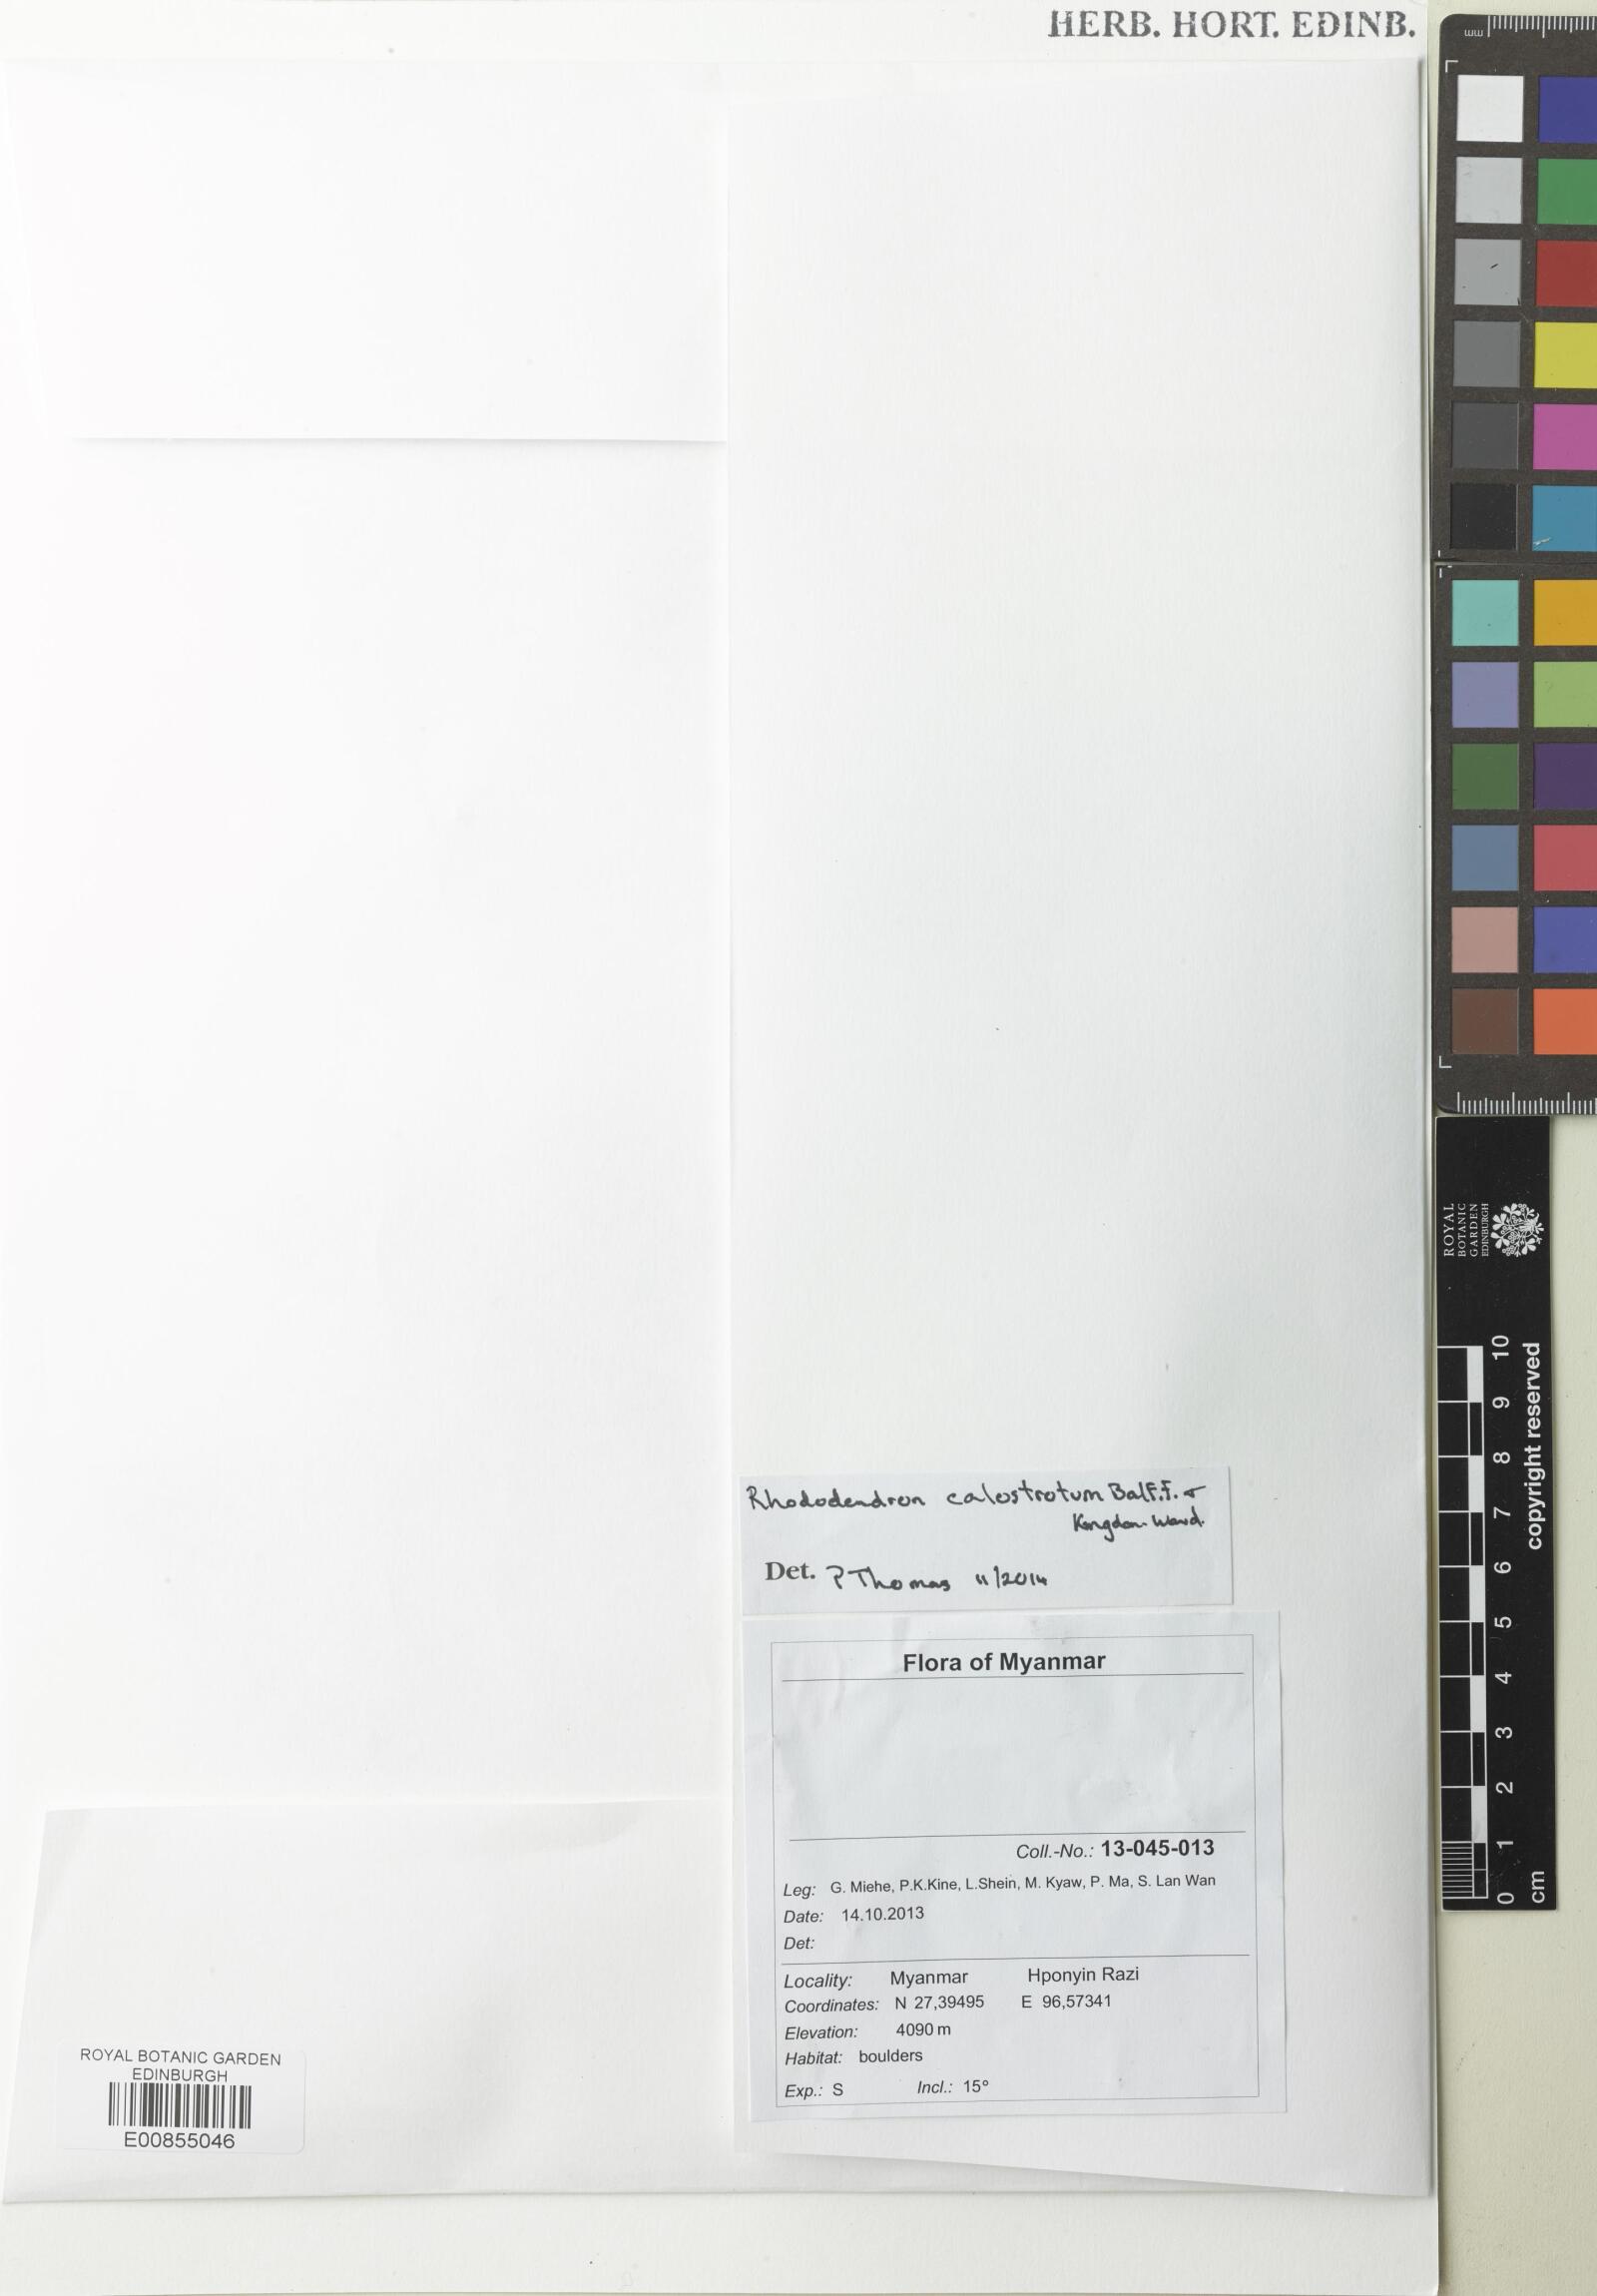 HERB. HORT. EDINB.
Rhododendron calostrotum Balf.f. &
Kingdon-Ward.
Det. P Thomas 11/2014
Flora of Myanmar
Coll.-No.: 13-045-013
Leg: G. Miehe, P.K.Kine, L.Shein, M. Kyaw, P. Ma, S. Lan Wan
Date: 14.10.2013
Det:
Locality: Myanmar Hponyin Razi
Coordinates: N 27,39495 E 96,57341
Elevation: 4090 m
Habitat: boulders
Exp.: S Incl.: 15°
ROYAL BOTANIC GARDEN
EDINBURGH
E00855046
mm
ROYAL
BOTANIC
GARDEN
EDINBURGH
0 1 2 3 4 5 6 7 8 9 10
cm
copyright reserved